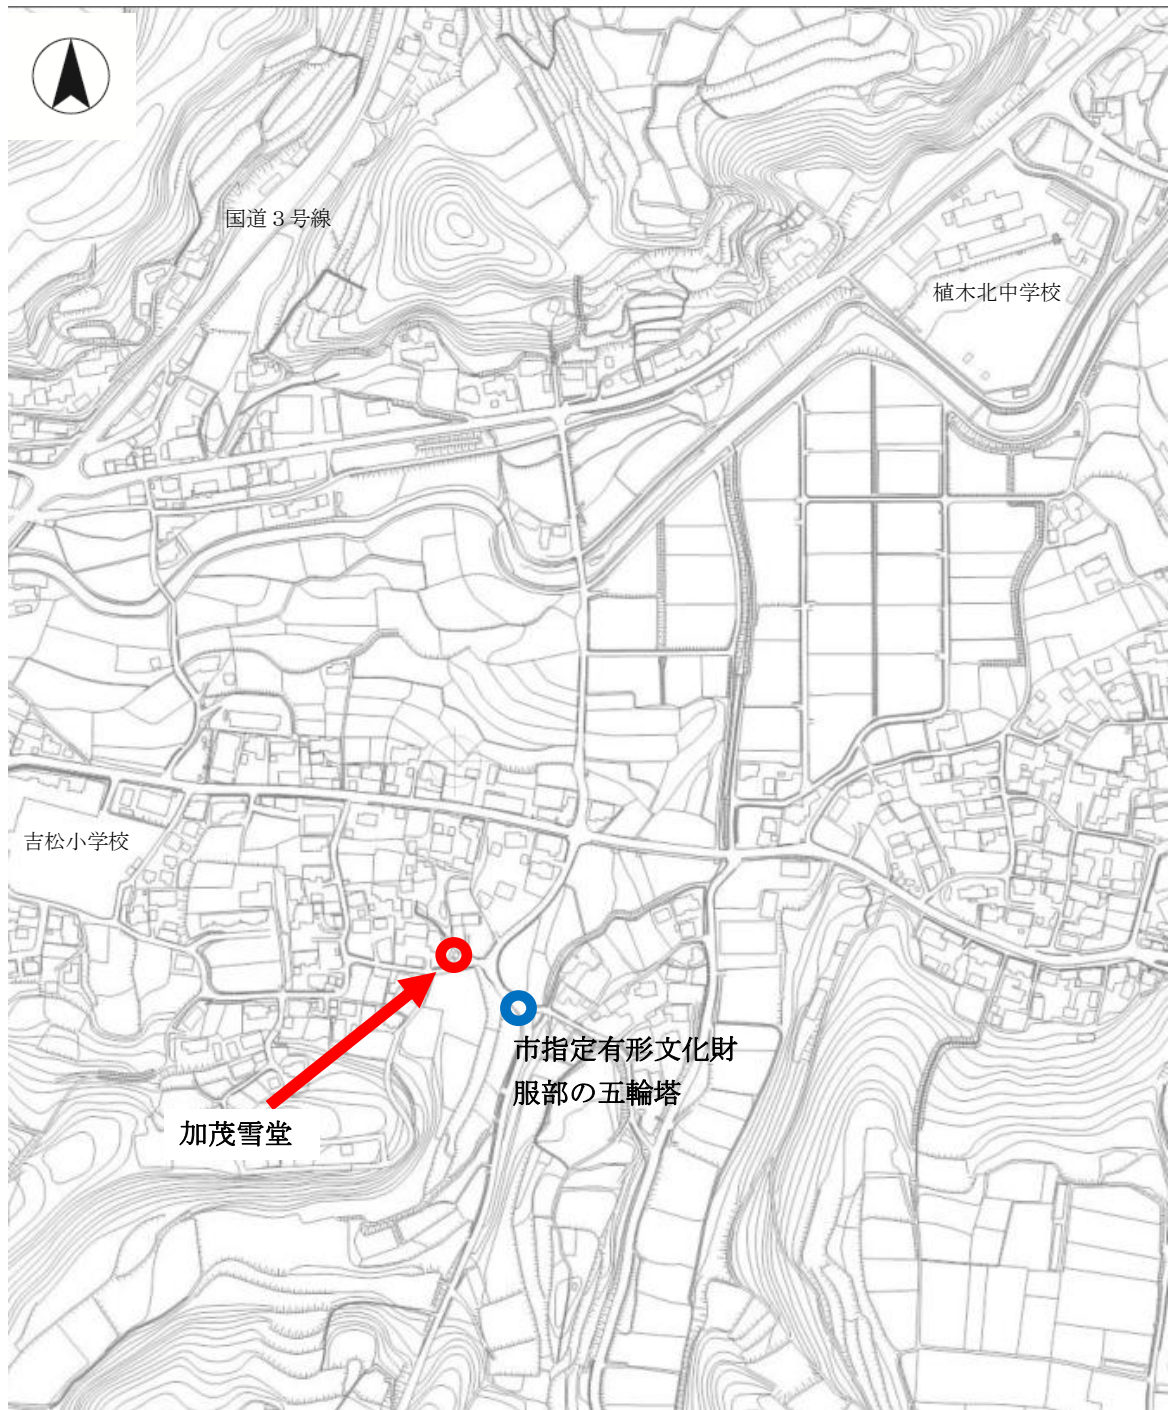 国道３号線
植木北中学校
吉松小学校
市指定有形文化財
服部の五輪塔
加茂雪堂